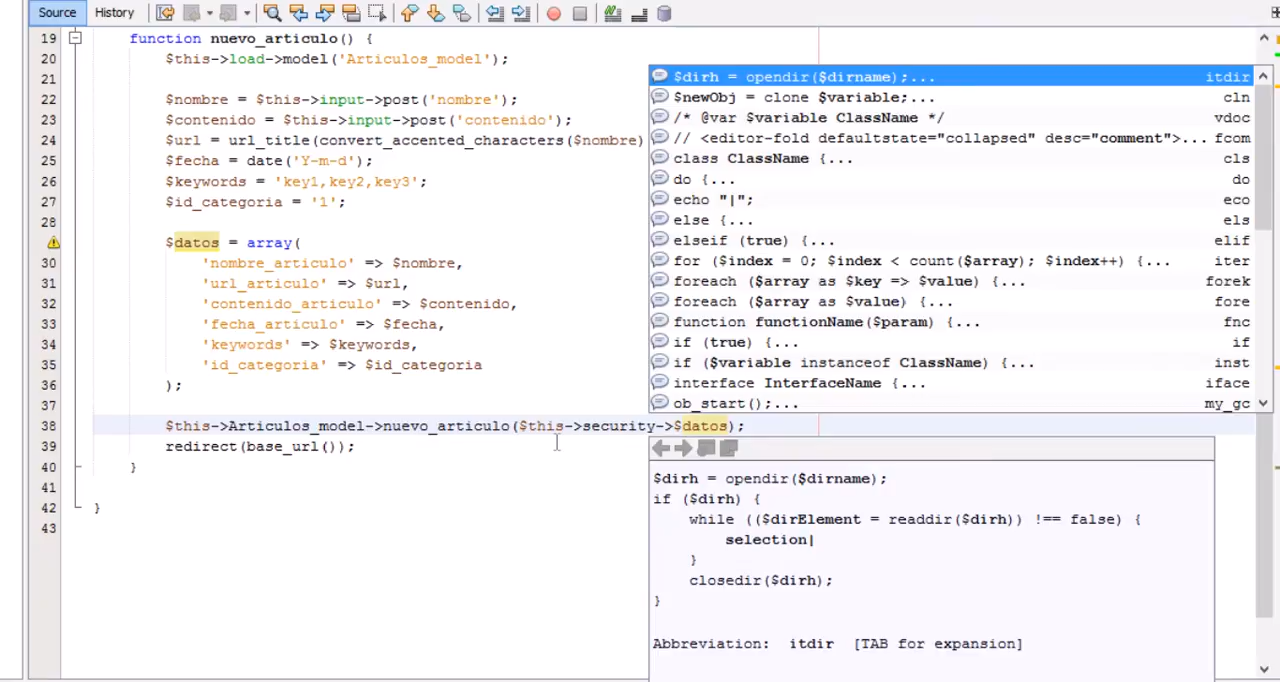 Source History
19 function nuevo_articulo() {
20 $this->load->model('Articulos_model');
21
22 $nombre = $this->input->post('nombre');
23 $contenido = $this->input->post('contenido');
24 $url = url_title(convert_accented_characters($nombre)
25 $fecha = date('Y-m-d');
26 $keywords = 'key1,key2,key3';
27 $id_categoria = '1';
28
$datos = array(
30 'nombre_articulo' => $nombre,
31 'url_articulo' => $url,
32 'contenido_articulo' => $contenido,
33 'fecha_articulo' => $fecha,
34 'keywords' => $keywords,
35 'id_categoria' => $id_categoria
36 );
37
38 $this->Articulos_model->nuevo_articulo($this->security->$datos);
39 redirect(base_url());
40 }
41
42 }
43
$dirh = opendir($dirname);... itdir
$newObj = clone $variable;... cln
/* @var $variable ClassName */ vdoc
// <editor-fold defaultstate="collapsed" desc="comment">... fcom
class ClassName {... cls
do {... do
echo "|"; eco
else {... els
elseif (true) {... elif
for ($index = 0; $index < count($array); $index++) {... iter
foreach ($array as $key => $value) {... forek
foreach ($array as $value) {... fore
function functionName($param) {... fnc
if (true) {... if
if ($variable instanceof ClassName) {... inst
interface InterfaceName {... iface
ob_start();... my_gc
$dirh = opendir($dirname);
if ($dirh) {
while (($dirElement = readdir($dirh)) !== false) {
selection|
}
closedir($dirh);
}
Abbreviation: itdir [TAB for expansion]